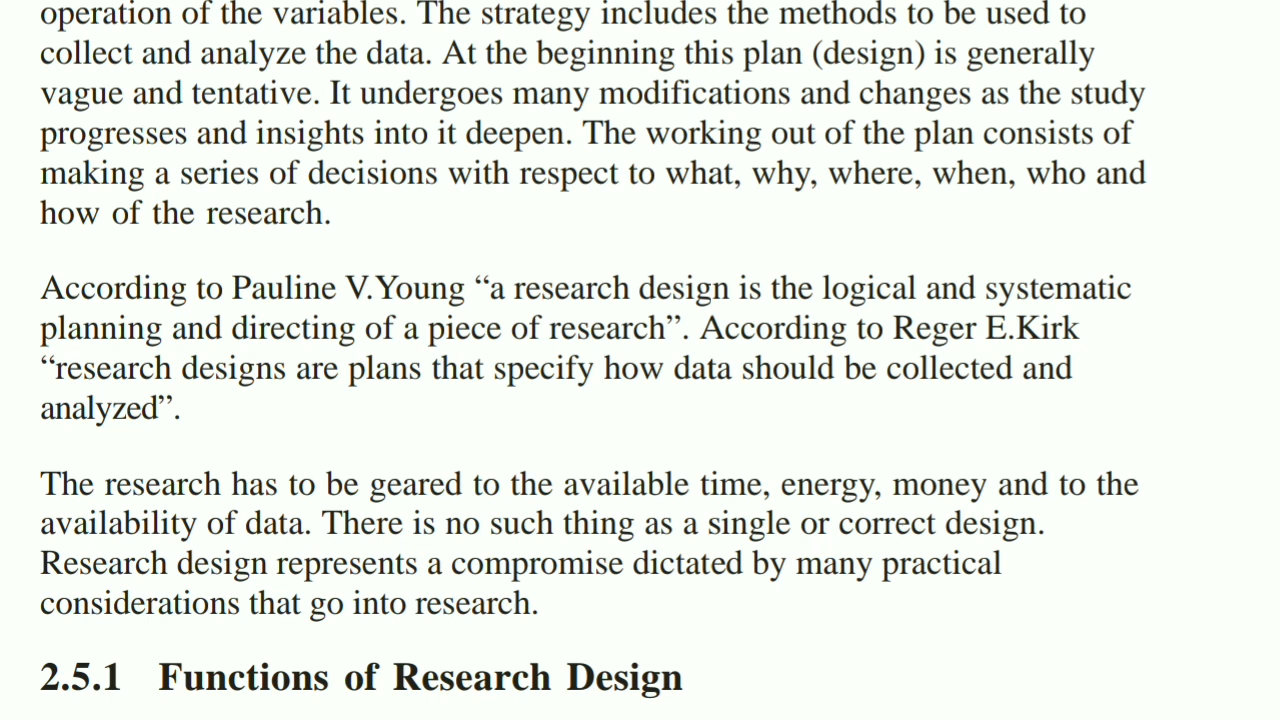 operation of the variables. The strategy includes the methods to be used to
collect and analyze the data. At the beginning this plan (design) is generally
vague and tentative. It undergoes many modifications and changes as the study
progresses and insights into it deepen. The working out of the plan consists of
making a series of decisions with respect to what, why, where, when, who and
how of the research.
According to Pauline V.Young “a research design is the logical and systematic
planning and directing of a piece of research”. According to Reger E.Kirk
“research designs are plans that specify how data should be collected and
analyzed”.
The research has to be geared to the available time, energy, money and to the
availability of data. There is no such thing as a single or correct design.
Research design represents a compromise dictated by many practical
considerations that go into research.
2.5.1 Functions of Research Design